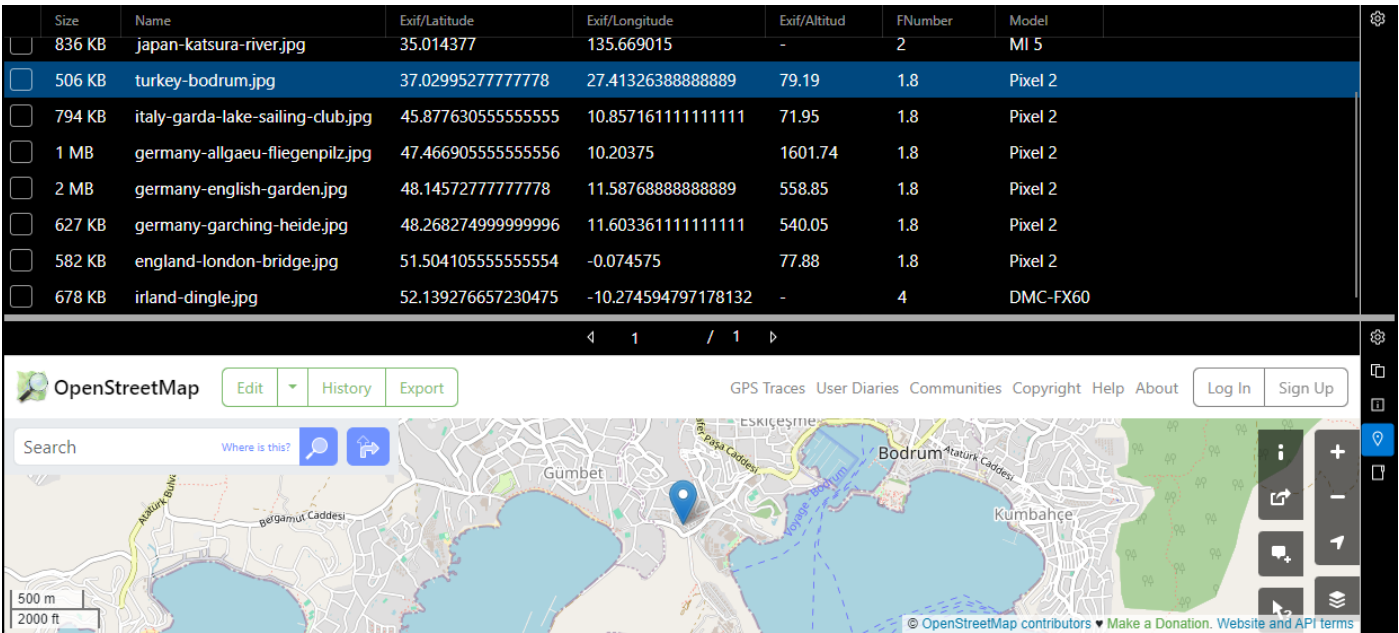 Size Name Exif/Latitude Exif/Longitude Exif/Altitud FNumber Model
836 KB japan-katsura-river.jpg 35.014377 135.669015 - 2 MI 5
506 KB turkey-bodrum.jpg 37.02995277777778 27.41326388888889 79.19 1.8 Pixel 2
794 KB italy-garda-lake-sailing-club.jpg 45.877630555555555 10.857161111111111 71.95 1.8 Pixel 2
1 MB germany-allgaeu-fliegenpilz.jpg 47.466905555555556 10.20375 1601.74 1.8 Pixel 2
2 MB germany-english-garden.jpg 48.14572777777778 11.58768888888889 558.85 1.8 Pixel 2
627 KB germany-garching-heide.jpg 48.268274999999996 11.603361111111111 540.05 1.8 Pixel 2
582 KB england-london-bridge.jpg 51.504105555555554 -0.074575 77.88 1.8 Pixel 2
678 KB irland-dingle.jpg 52.139276657230475 -10.274594797178132 - 4 DMC-FX60
1 / 1
OpenStreetMap Edit History Export GPS Traces User Diaries Communities Copyright Help About Log In Sign Up
Search Where is this?
Eskiçeşme
Paşa Caddesi
Bodrum
Atatürk Caddesi
Gümbet
Atatürk Bulva
Voyage - Bodrum
Bergamut Caddesi
Kumbahçe
500 m
2000 ft
© OpenStreetMap contributors ♥ Make a Donation. Website and API terms